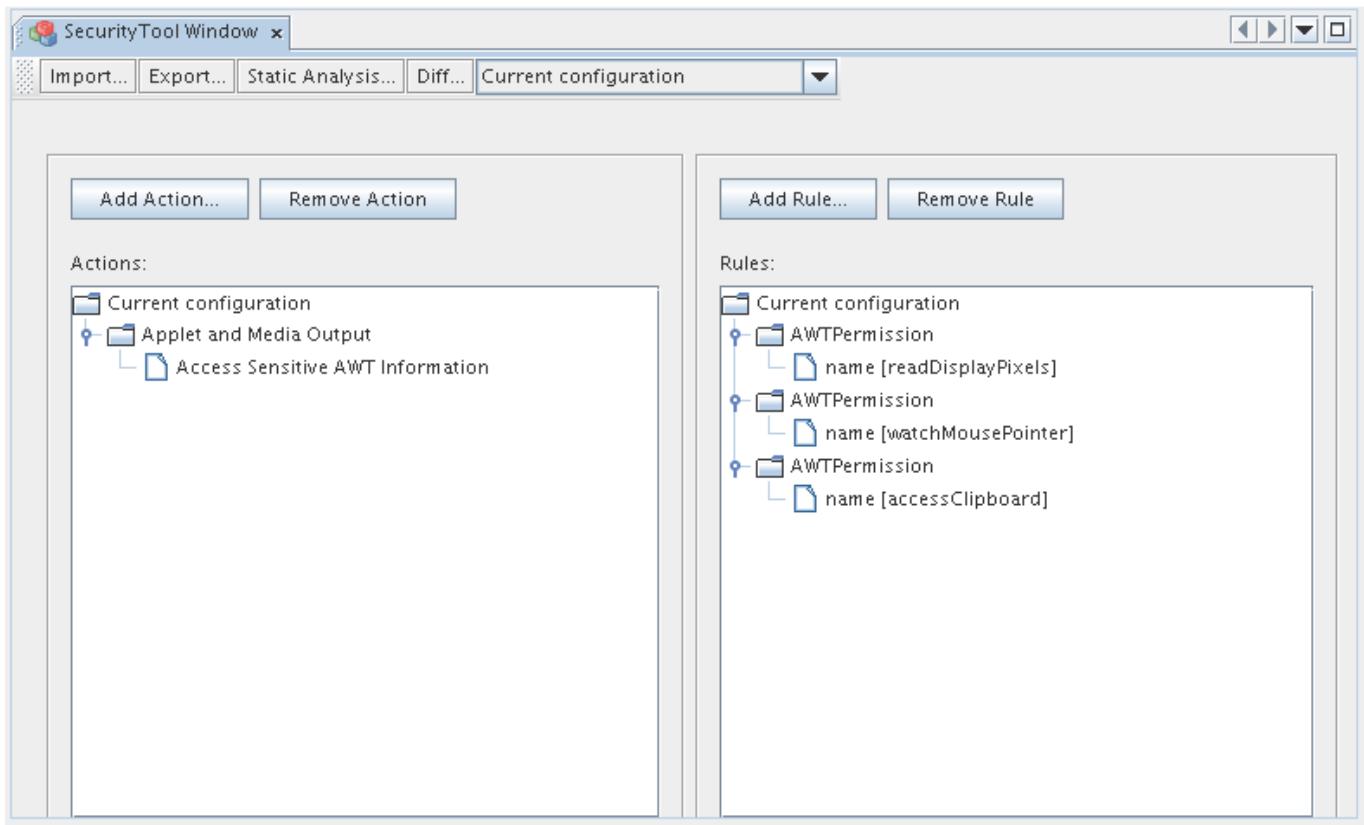 SecurityTool Window
Import... Export... Static Analysis... Diff... Current configuration
Add Action... Remove Action
Actions:
Current configuration
Applet and Media Output
Access Sensitive AWT Information
Add Rule... Remove Rule
Rules:
Current configuration
AWTPermission
name [readDisplayPixels]
AWTPermission
name [watchMousePointer]
AWTPermission
name [accessClipboard]